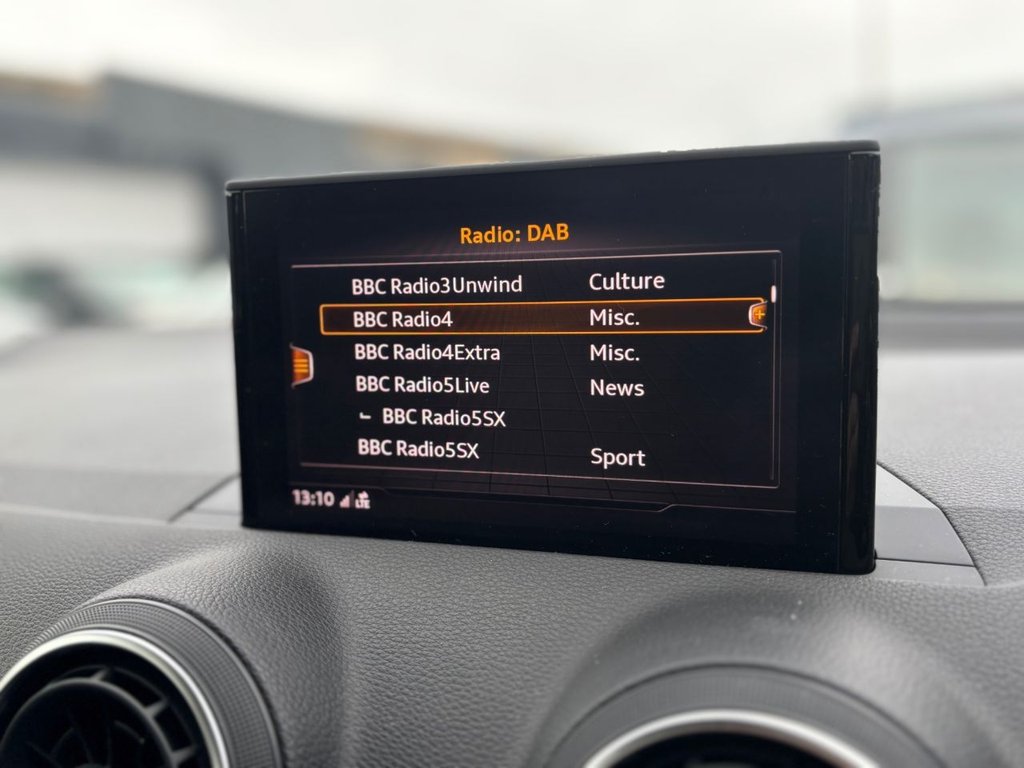 Radio: DAB
BBC Radio3Unwind Culture
BBC Radio4 Misc.
BBC Radio4Extra Misc.
BBC Radio5Live News
BBC Radio5SX
BBC Radio5SX Sport
13:10 LTE